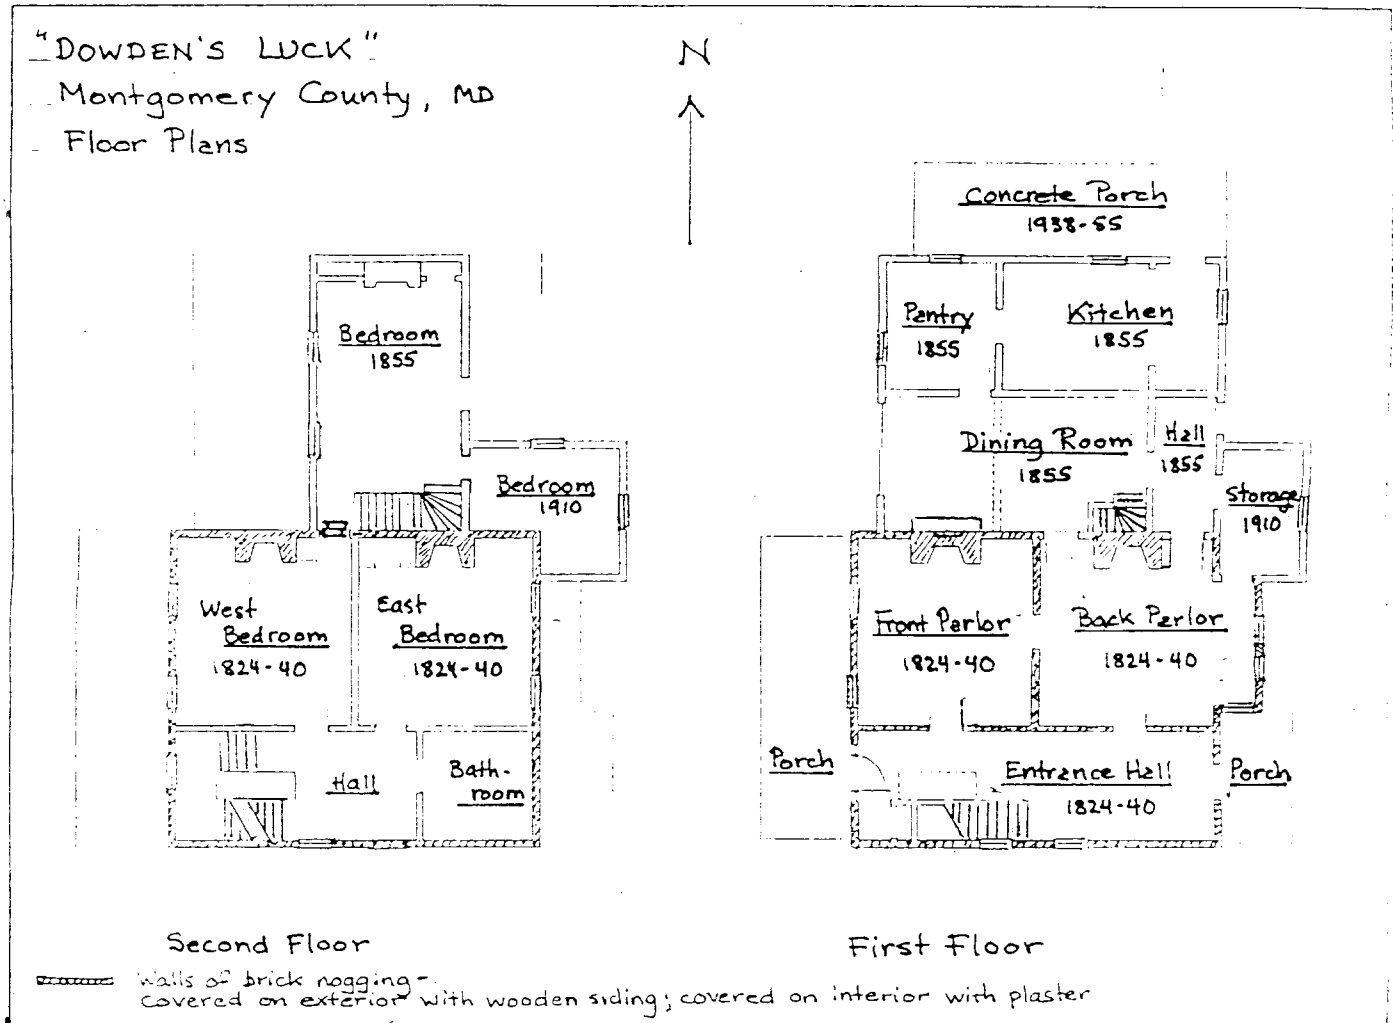 "DOWDEN'S LUCK"
Montgomery County, MD
Floor Plans
N
Concrete Porch
1938-55
Pantry
1855
Kitchen
1855
Dining Room
1855
Hall
1855
Storage
1910
Front Parlor
1824-40
Back Parlor
1824-40
Porch
Entrance Hall
1824-40
Porch
First Floor
Bedroom
1855
Bedroom
1910
West
Bedroom
1824-40
East
Bedroom
1824-40
Hall
Bath-
room
Second Floor
Walls of brick nogging-
covered on exterior with wooden siding; covered on interior with plaster